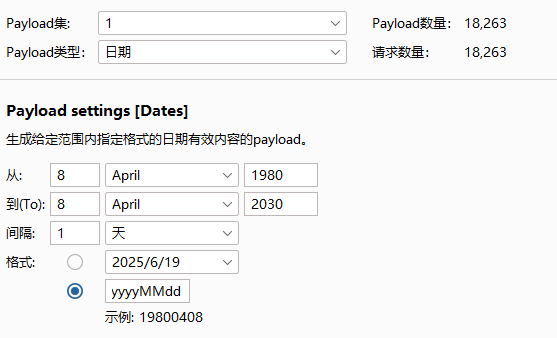 Payload集: 1 Payload数量: 18,263
Payload类型: 日期 请求数量: 18,263
Payload settings [Dates]
生成给定范围内指定格式的日期有效内容的payload。
从: 8 April 1980
到(To): 8 April 2030
间隔: 1 天
格式: 2025/6/19
yyyyMMdd
示例: 19800408